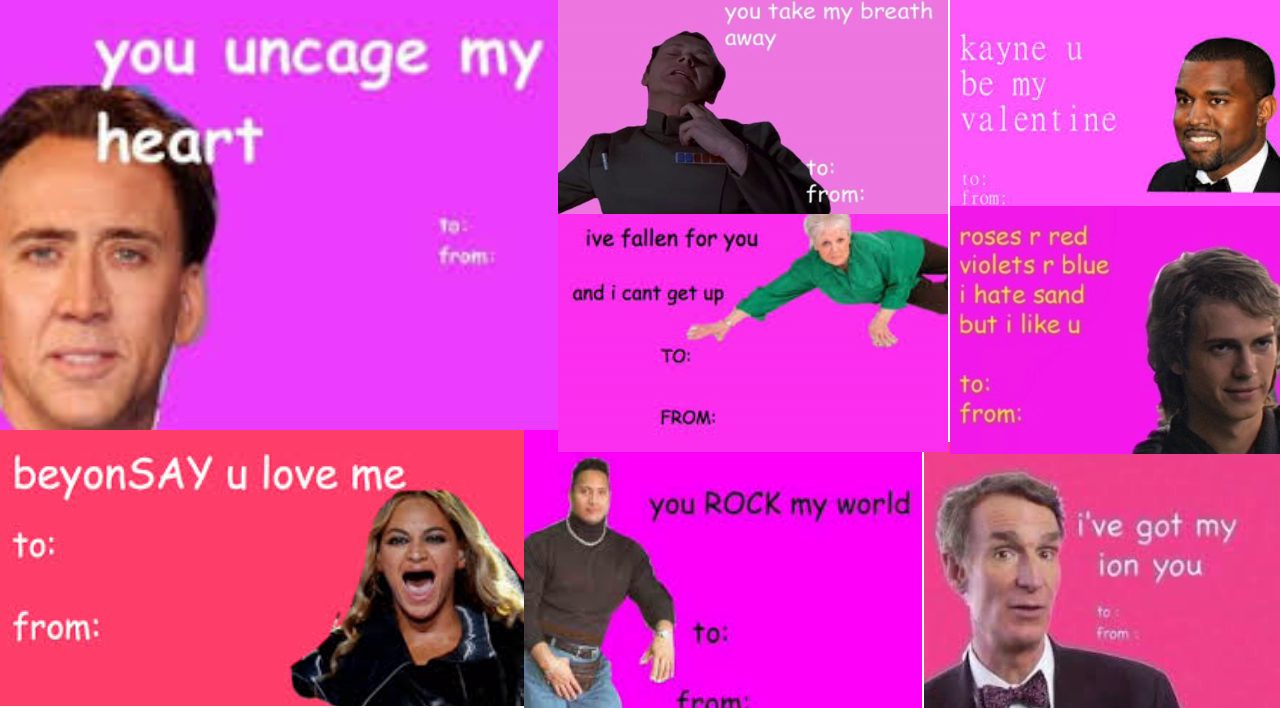 you uncage my
heart
to:
from:
you take my breath
away
to:
from:
kayne u
be my
valentine
to:
from:
ive fallen for you
and i cant get up
TO:
FROM:
roses r red
violets r blue
i hate sand
but i like u
to:
from:
beyonSAY u love me
to:
from:
you ROCK my world
to:
from:
i've got my
ion you
to :
from :